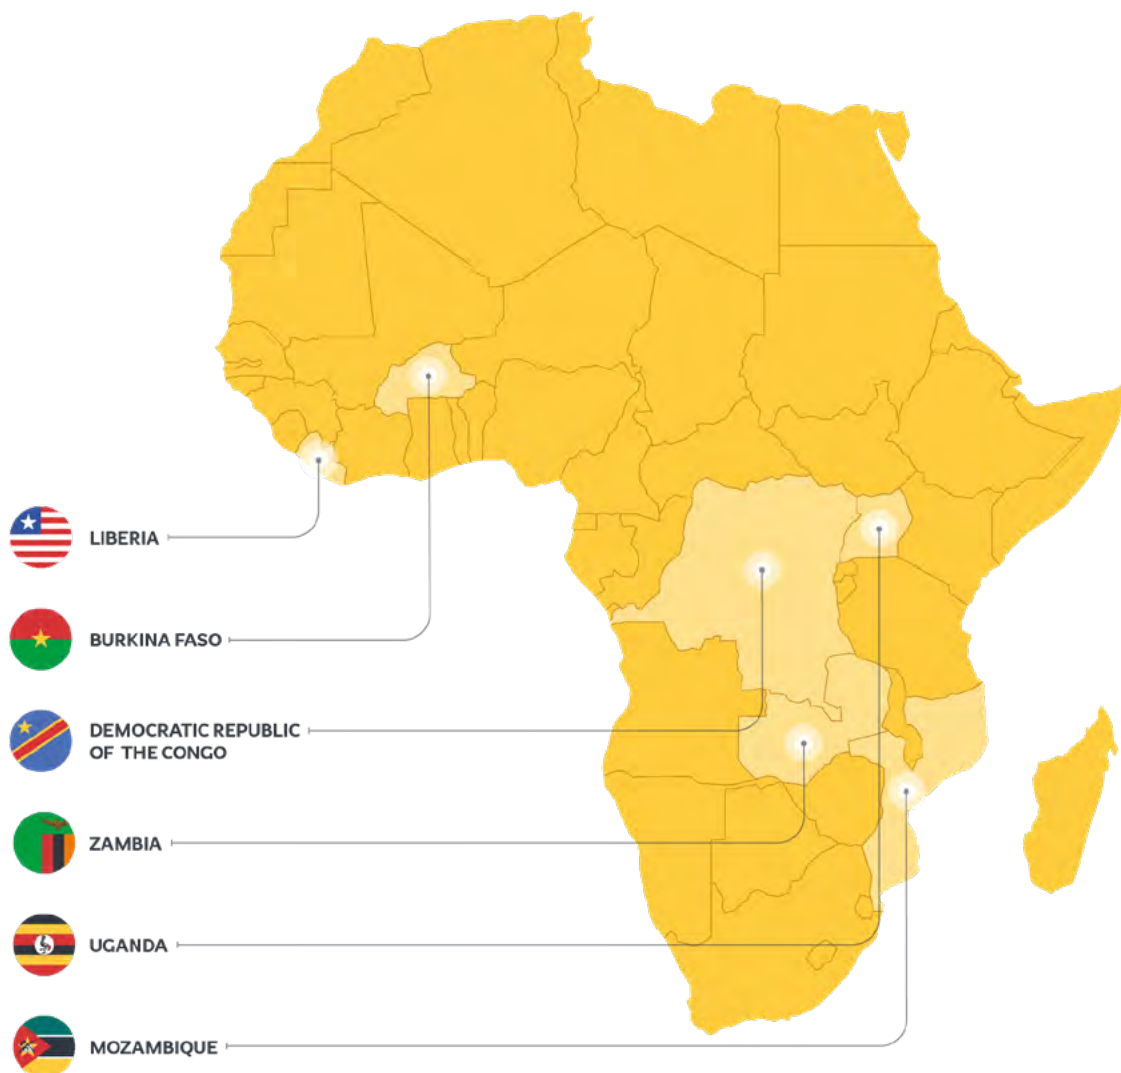 LIBERIA
BURKINA FASO
DEMOCRATIC REPUBLIC
OF THE CONGO
ZAMBIA
UGANDA
MOZAMBIQUE